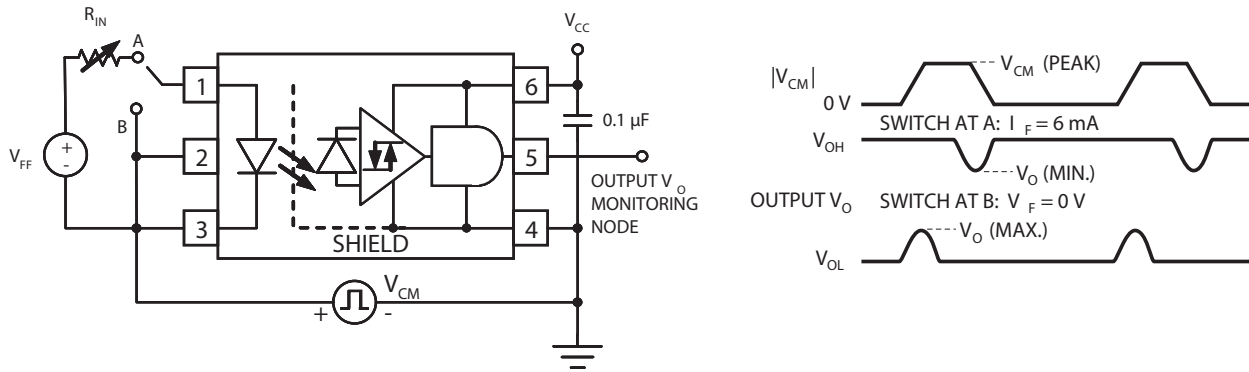 R IN
A
B
V FF
+
-
1
2
3
SHIELD
6
5
4
V CC
0.1 µF
OUTPUT V O
MONITORING
NODE
V CM
+
-
|V CM|
V CM (PEAK)
0 V
SWITCH AT A: I F = 6 mA
V OH
V O (MIN.)
OUTPUT V O
SWITCH AT B: V F = 0 V
V O (MAX.)
V OL